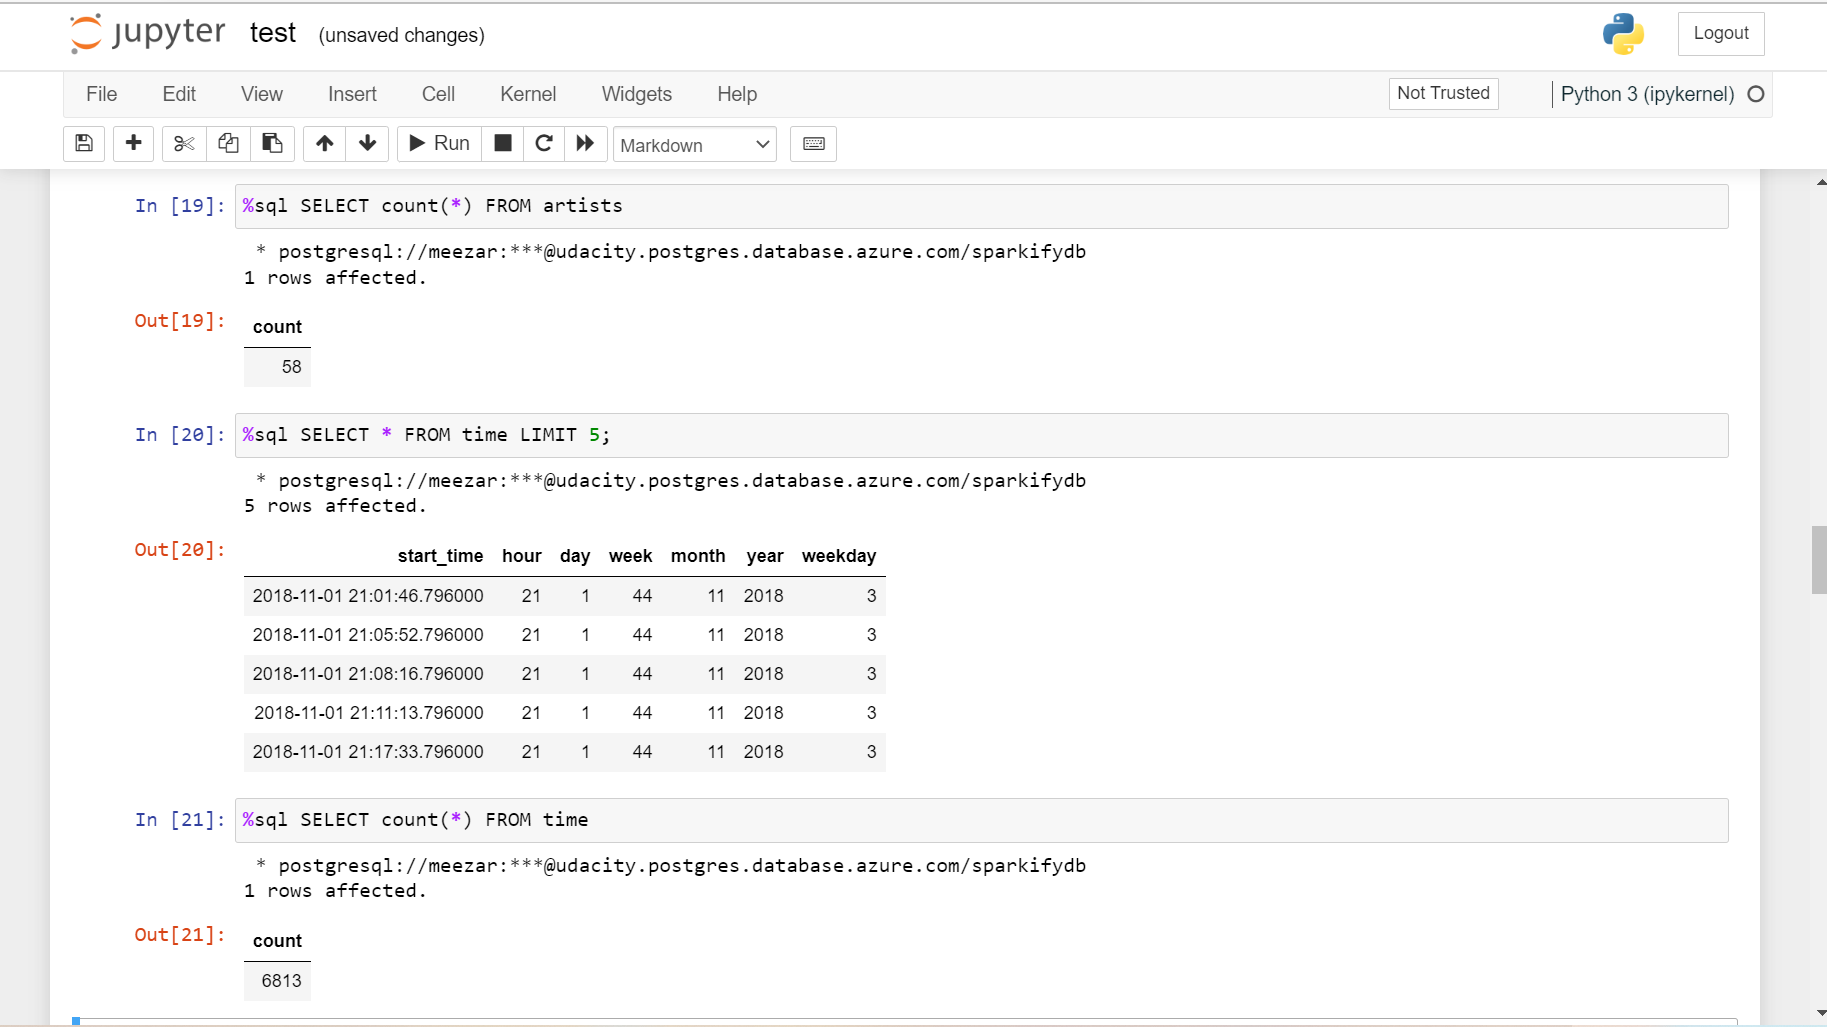 jupyter test (unsaved changes) Logout
File Edit View Insert Cell Kernel Widgets Help Not Trusted Python 3 (ipykernel)
Run Markdown
In [19]: %sql SELECT count(*) FROM artists
* postgresql://meezar:***@udacity.postgres.database.azure.com/sparkifydb
1 rows affected.
Out[19]: count
58
In [20]: %sql SELECT * FROM time LIMIT 5;
* postgresql://meezar:***@udacity.postgres.database.azure.com/sparkifydb
5 rows affected.
Out[20]: start_time hour day week month year weekday
2018-11-01 21:01:46.796000 21 1 44 11 2018 3
2018-11-01 21:05:52.796000 21 1 44 11 2018 3
2018-11-01 21:08:16.796000 21 1 44 11 2018 3
2018-11-01 21:11:13.796000 21 1 44 11 2018 3
2018-11-01 21:17:33.796000 21 1 44 11 2018 3
In [21]: %sql SELECT count(*) FROM time
* postgresql://meezar:***@udacity.postgres.database.azure.com/sparkifydb
1 rows affected.
Out[21]: count
6813